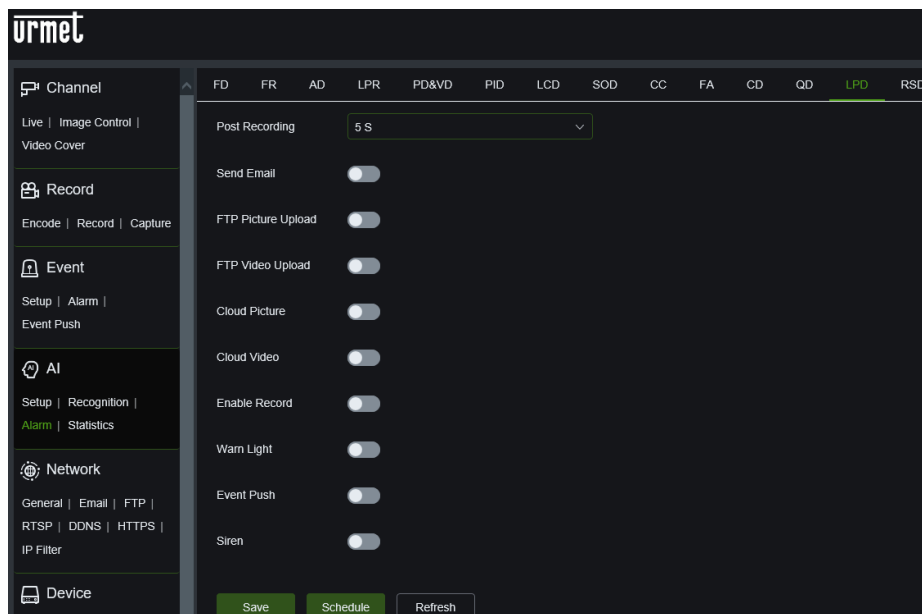 urmet
Channel
Live | Image Control |
Video Cover
Record
Encode | Record | Capture
Event
Setup | Alarm |
Event Push
AI
Setup | Recognition |
Alarm | Statistics
Network
General | Email | FTP |
RTSP | DDNS | HTTPS |
IP Filter
Device
FD FR AD LPR PD&VD PID LCD SOD CC FA CD QD LPD RSD
Post Recording 5 S
Send Email
FTP Picture Upload
FTP Video Upload
Cloud Picture
Cloud Video
Enable Record
Warn Light
Event Push
Siren
Save Schedule Refresh